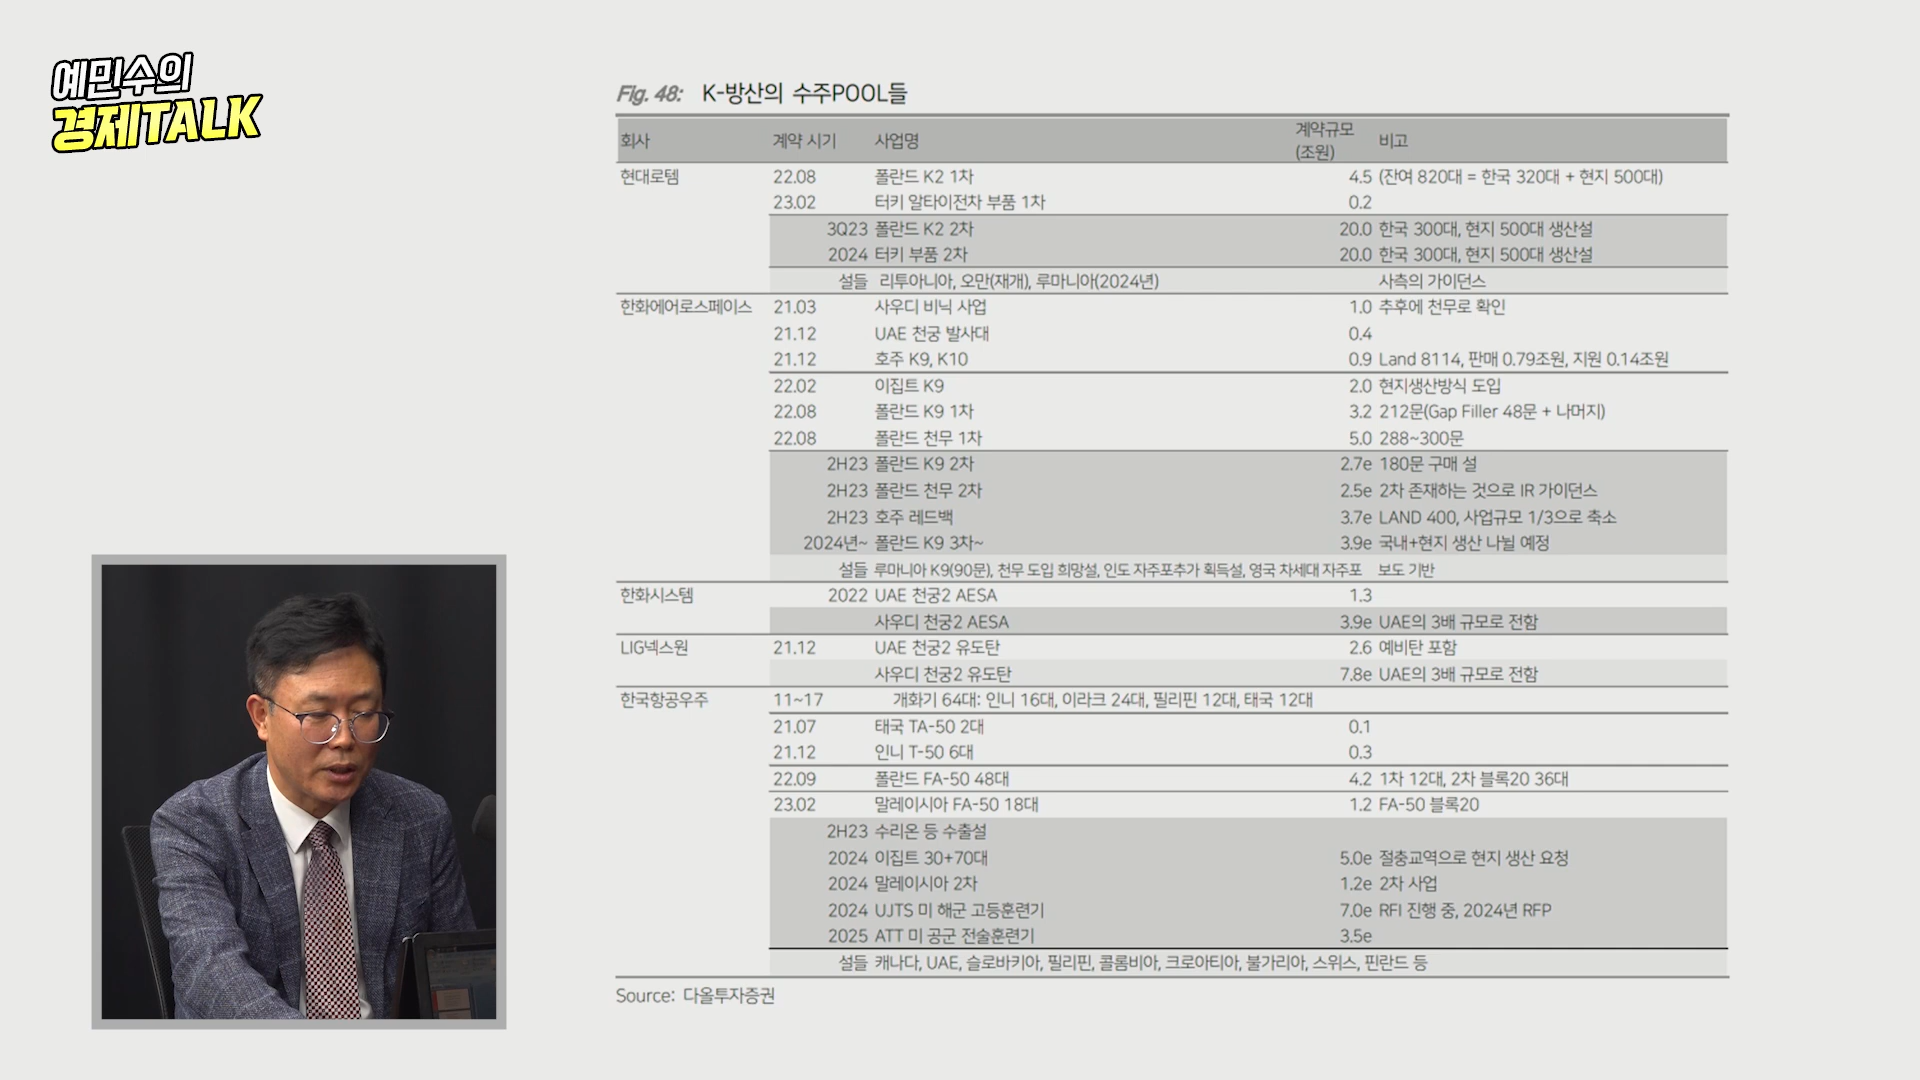 예민수의
경제TALK
Fig. 48: K-방산의 수주POOL들
회사 계약 시기 사업명 계약규모 (조원) 비고
현대로템 22.08 폴란드 K2 1차 4.5 (잔여 820대 = 한국 320대 + 현지 500대)
23.02 터키 알타이전차 부품 1차 0.2
3Q23 폴란드 K2 2차 20.0 한국 300대, 현지 500대 생산설
2024 터키 부품 2차 20.0 한국 300대, 현지 500대 생산설
설들 리투아니아, 오만(재개), 루마니아(2024년) 사측의 가이던스
한화에어로스페이스 21.03 사우디 비닉 사업 1.0 추후에 천무로 확인
21.12 UAE 천궁 발사대 0.4
21.12 호주 K9, K10 0.9 Land 8114, 판매 0.79조원, 지원 0.14조원
22.02 이집트 K9 2.0 현지생산방식 도입
22.08 폴란드 K9 1차 3.2 212문(Gap Filler 48문 + 나머지)
22.08 폴란드 천무 1차 5.0 288~300문
2H23 폴란드 K9 2차 2.7e 180문 구매 설
2H23 폴란드 천무 2차 2.5e 2차 존재하는 것으로 IR 가이던스
2H23 호주 레드백 3.7e LAND 400, 사업규모 1/3으로 축소
2024년~ 폴란드 K9 3차~ 3.9e 국내+현지 생산 나뉠 예정
설들 루마니아 K9(90문), 천무 도입 희망설, 인도 자주포추가 획득설, 영국 차세대 자주포 보도 기반
한화시스템 2022 UAE 천궁2 AESA 1.3
사우디 천궁2 AESA 3.9e UAE의 3배 규모로 전함
LIG넥스원 21.12 UAE 천궁2 유도탄 2.6 예비탄 포함
사우디 천궁2 유도탄 7.8e UAE의 3배 규모로 전함
한국항공우주 11~17 개화기 64대: 인니 16대, 이라크 24대, 필리핀 12대, 태국 12대
21.07 태국 TA-50 2대 0.1
21.12 인니 T-50 6대 0.3
22.09 폴란드 FA-50 48대 4.2 1차 12대, 2차 블록20 36대
23.02 말레이시아 FA-50 18대 1.2 FA-50 블록20
2H23 수리온 등 수출설
2024 이집트 30+70대 5.0e 절충교역으로 현지 생산 요청
2024 말레이시아 2차 1.2e 2차 사업
2024 UJTS 미 해군 고등훈련기 7.0e RFI 진행 중, 2024년 RFP
2025 ATT 미 공군 전술훈련기 3.5e
설들 캐나다, UAE, 슬로바키아, 필리핀, 콜롬비아, 크로아티아, 불가리아, 스위스, 핀란드 등
Source: 다올투자증권